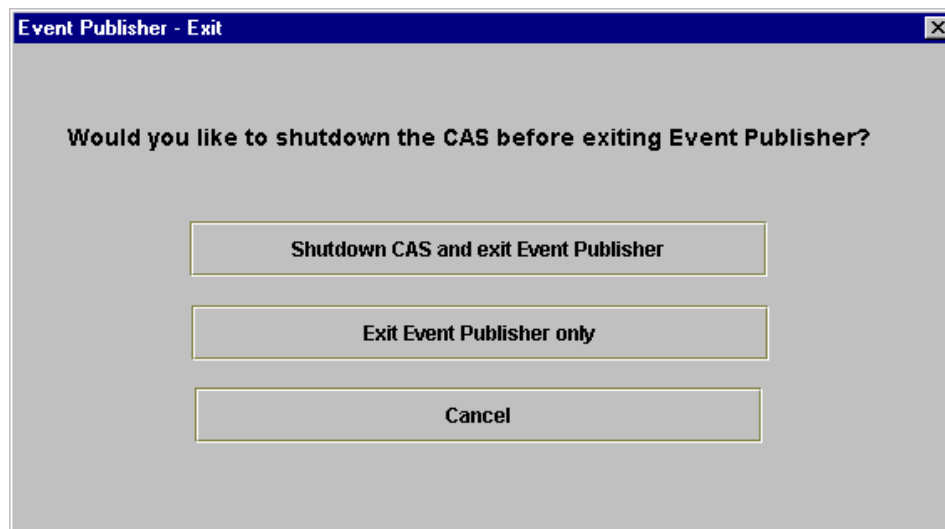 Event Publisher - Exit
Would you like to shutdown the CAS before exiting Event Publisher?
Shutdown CAS and exit Event Publisher
Exit Event Publisher only
Cancel